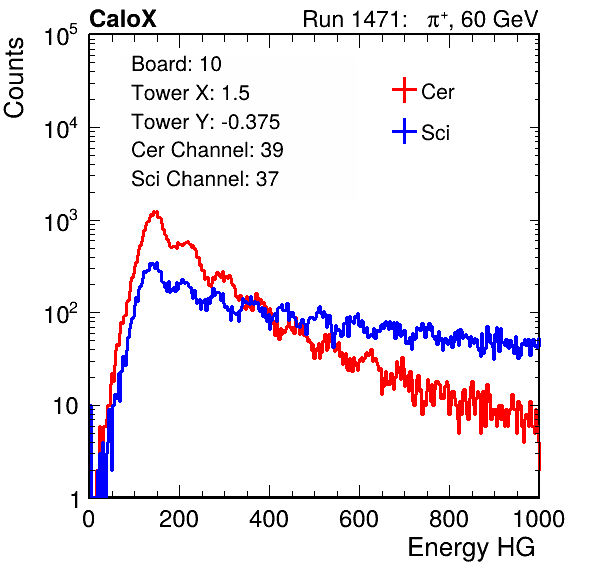 CaloX Run 1471: π⁺, 60 GeV
Counts
Board: 10
Tower X: 1.5
Tower Y: -0.375
Cer Channel: 39
Sci Channel: 37
Cer
Sci
10⁵
10⁴
10³
10²
10
1
0 200 400 600 800 1000
Energy HG